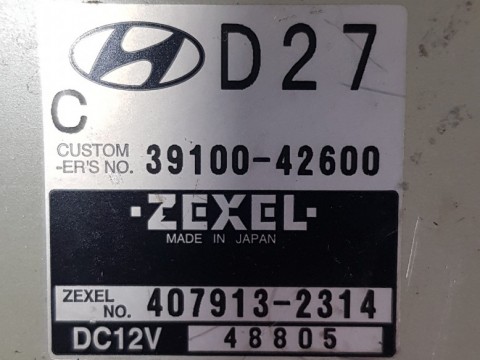 D27
C
CUSTOM
-ER'S NO. 39100-42600
·ZEXEL·
MADE IN JAPAN
ZEXEL
NO. 407913-2314
DC12V 48805